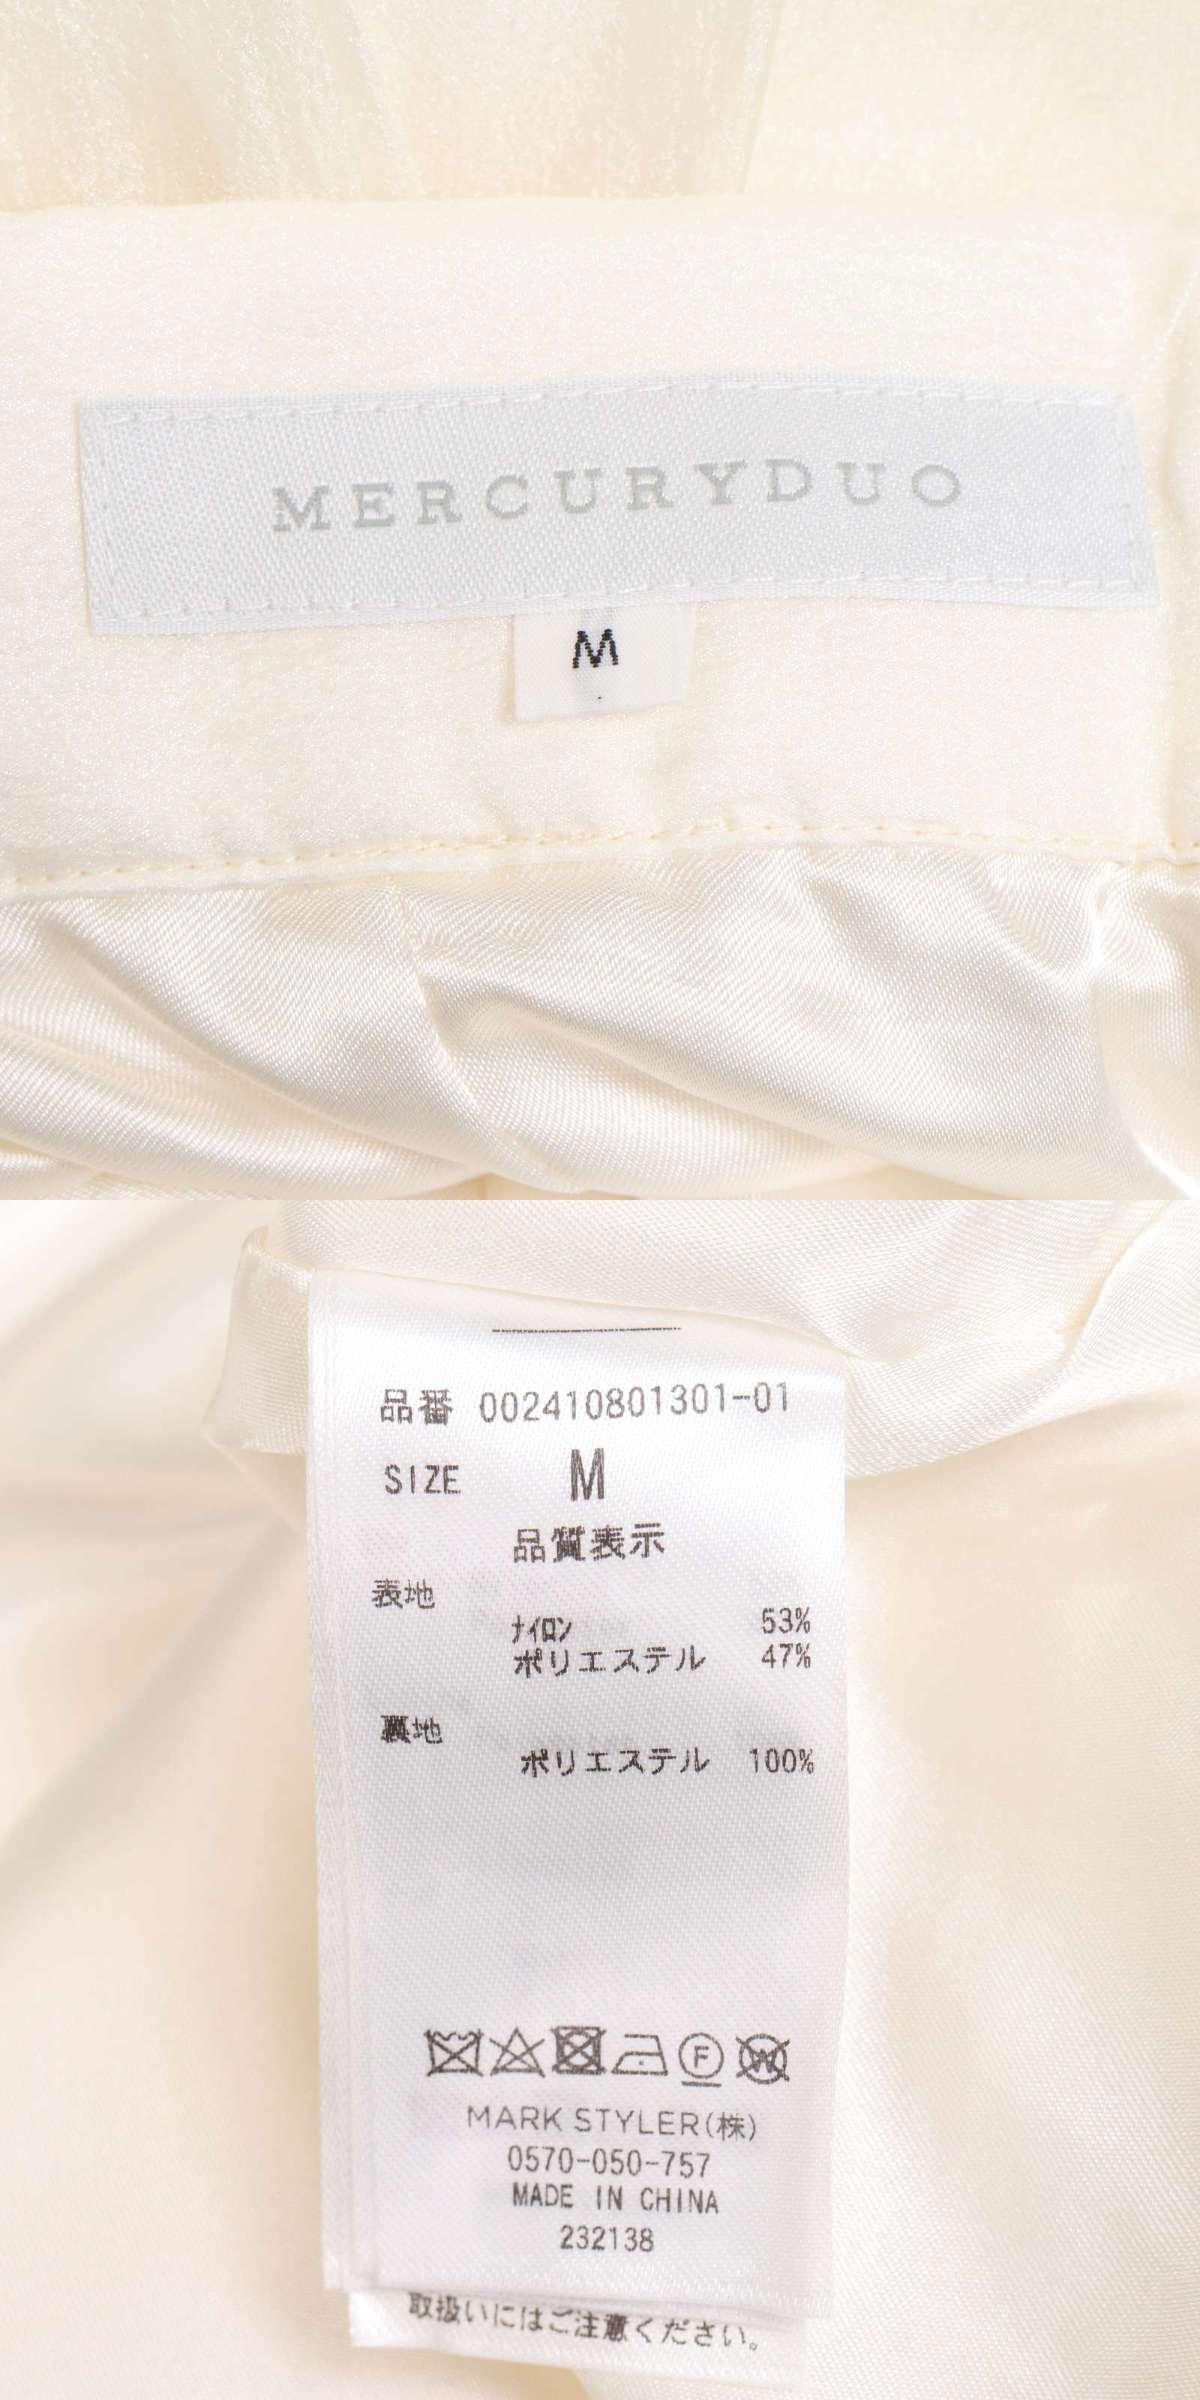 MERCURYDUO
M
品番 002410801301-01
SIZE M
品質表示
表地
ナイロン 53%
ポリエステル 47%
裏地
ポリエステル 100%
F W
MARK STYLER(株)
0570-050-757
MADE IN CHINA
232138
取扱いにはご注意ください。